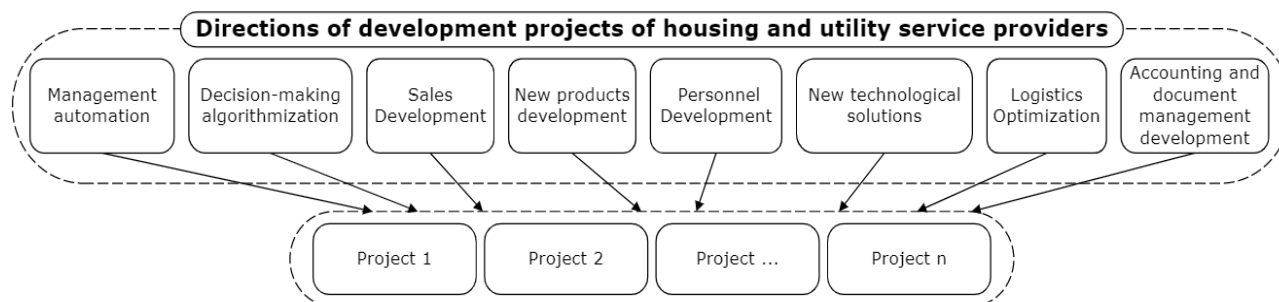 Directions of development projects of housing and utility service providers
Management
automation
Decision-making
algorithmization
Sales
Development
New products
development
Personnel
Development
New technological
solutions
Logistics
Optimization
Accounting and
document
management
development
Project 1
Project 2
Project ...
Project n